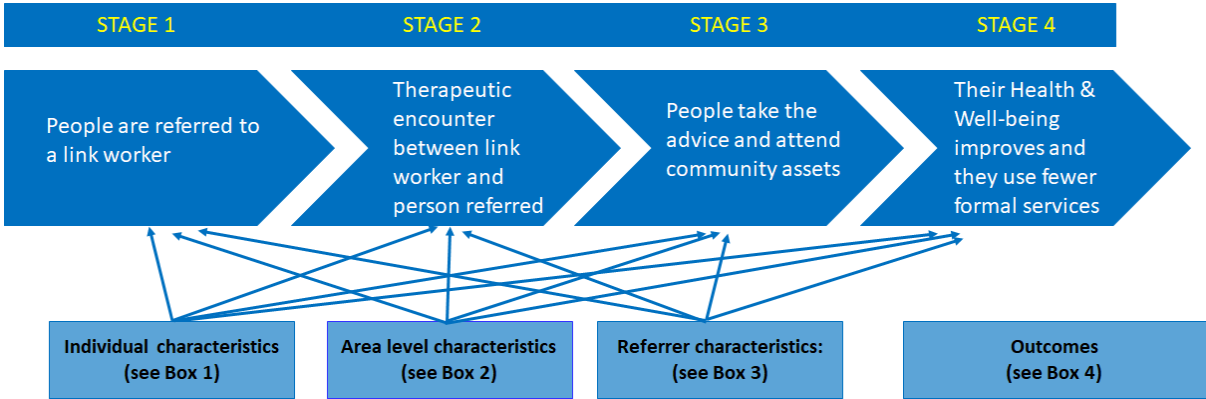 STAGE 1 STAGE 2 STAGE 3 STAGE 4
People are referred to
a link worker
Therapeutic
encounter
between link
worker and
person referred
People take the
advice and attend
community assets
Their Health &
Well-being
improves and
they use fewer
formal services
Individual characteristics
(see Box 1)
Area level characteristics
(see Box 2)
Referrer characteristics:
(see Box 3)
Outcomes
(see Box 4)